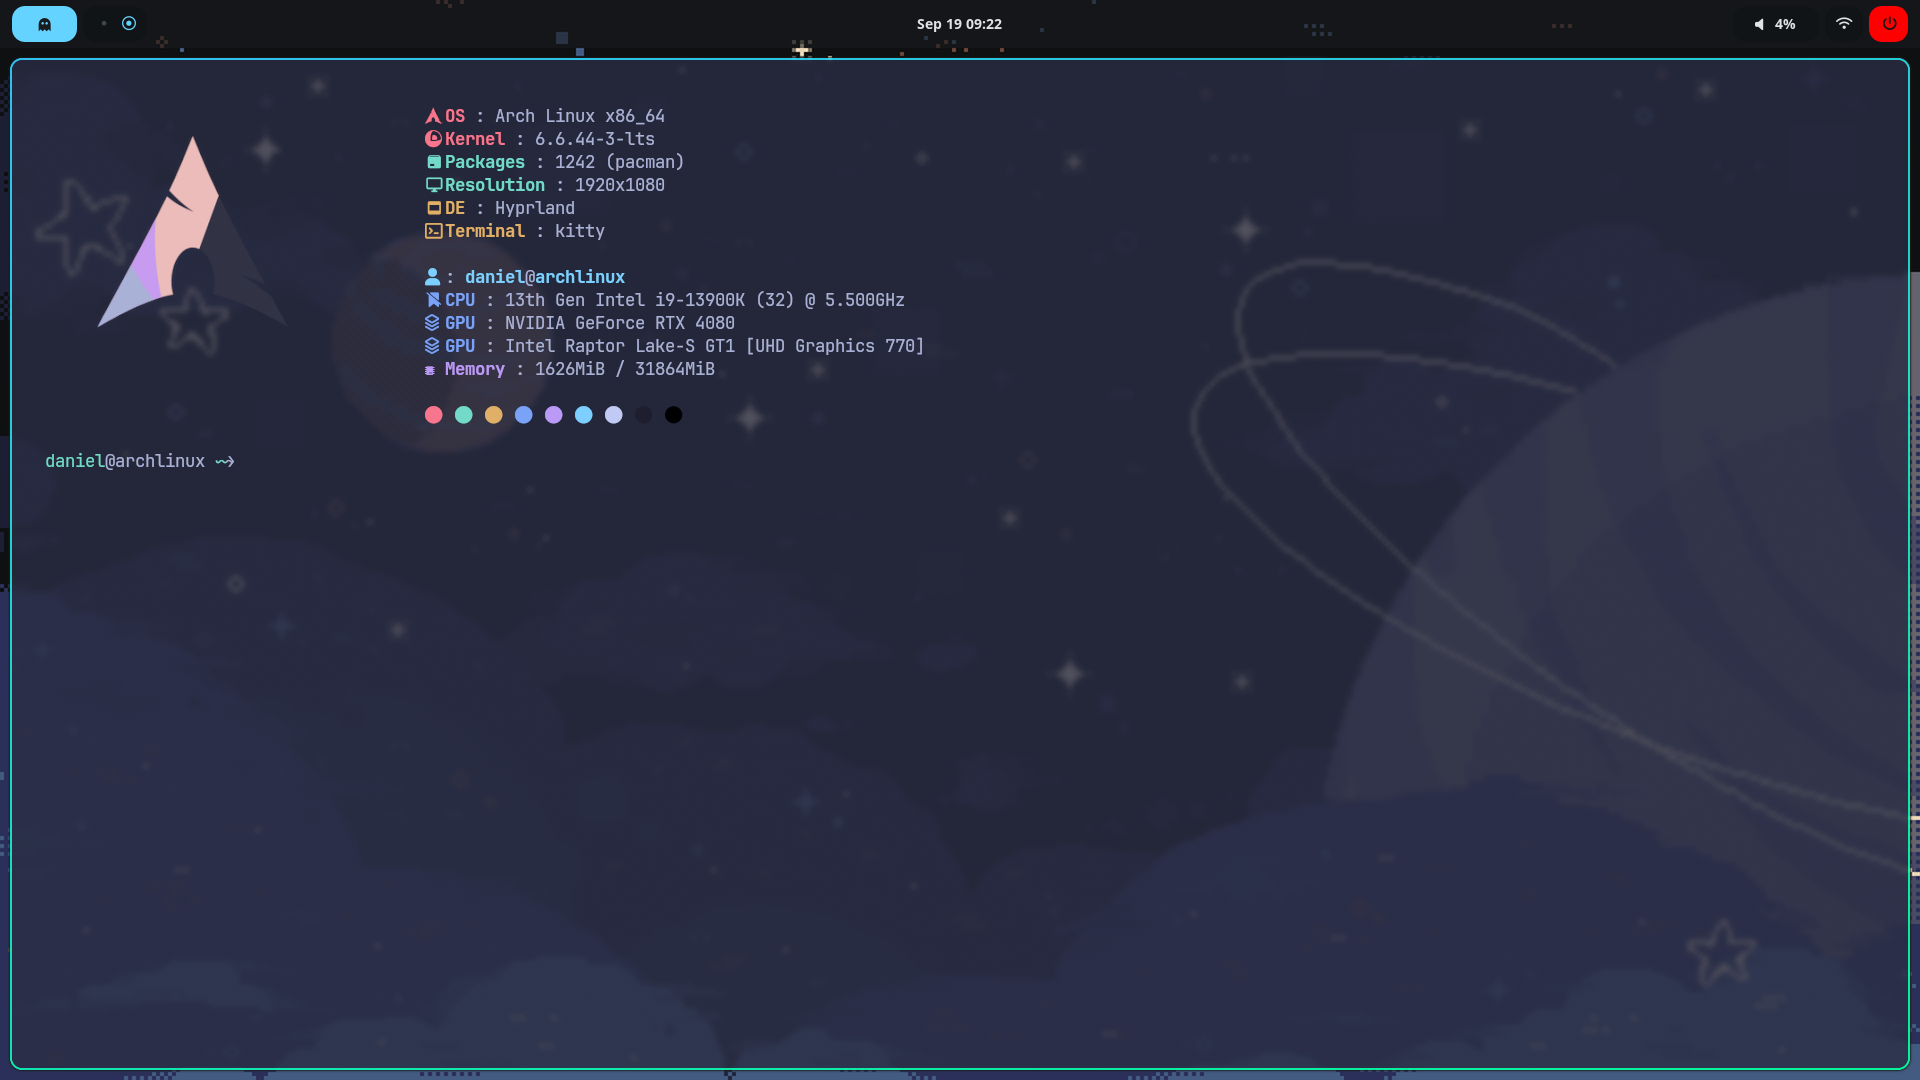 Sep 19 09:22
4%
OS : Arch Linux x86_64
Kernel : 6.6.44-3-lts
Packages : 1242 (pacman)
Resolution : 1920x1080
DE : Hyprland
Terminal : kitty
: daniel@archlinux
CPU : 13th Gen Intel i9-13900K (32) @ 5.500GHz
GPU : NVIDIA GeForce RTX 4080
GPU : Intel Raptor Lake-S GT1 [UHD Graphics 770]
Memory : 1626MiB / 31864MiB
daniel@archlinux ⤳